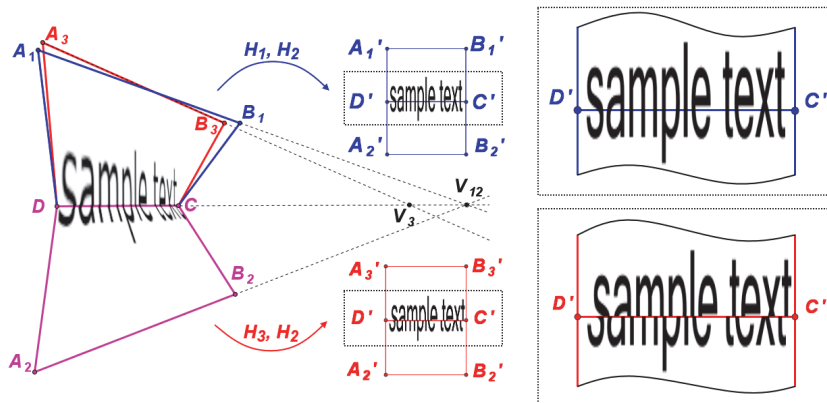 A3
A1
H1, H2
A1'
B1'
B3
B1
D'
sample text
C'
A2'
B2'
D'
sample text
C'
D
sample text
C
V3
V12
B2
A2
H3, H2
A3'
B3'
D'
sample text
C'
A2'
B2'
D'
sample text
C'